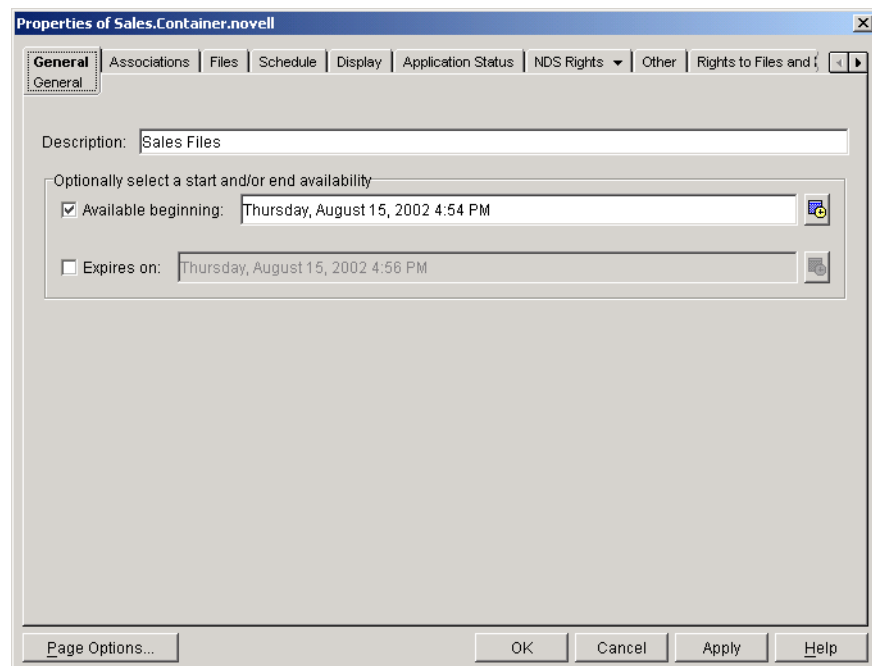 Properties of Sales.Container.novell
General Associations Files Schedule Display Application Status NDS Rights Other Rights to Files and
General
Description: Sales Files
Optionally select a start and/or end availability
Available beginning: Thursday, August 15, 2002 4:54 PM
Expires on: Thursday, August 15, 2002 4:56 PM
Page Options... OK Cancel Apply Help